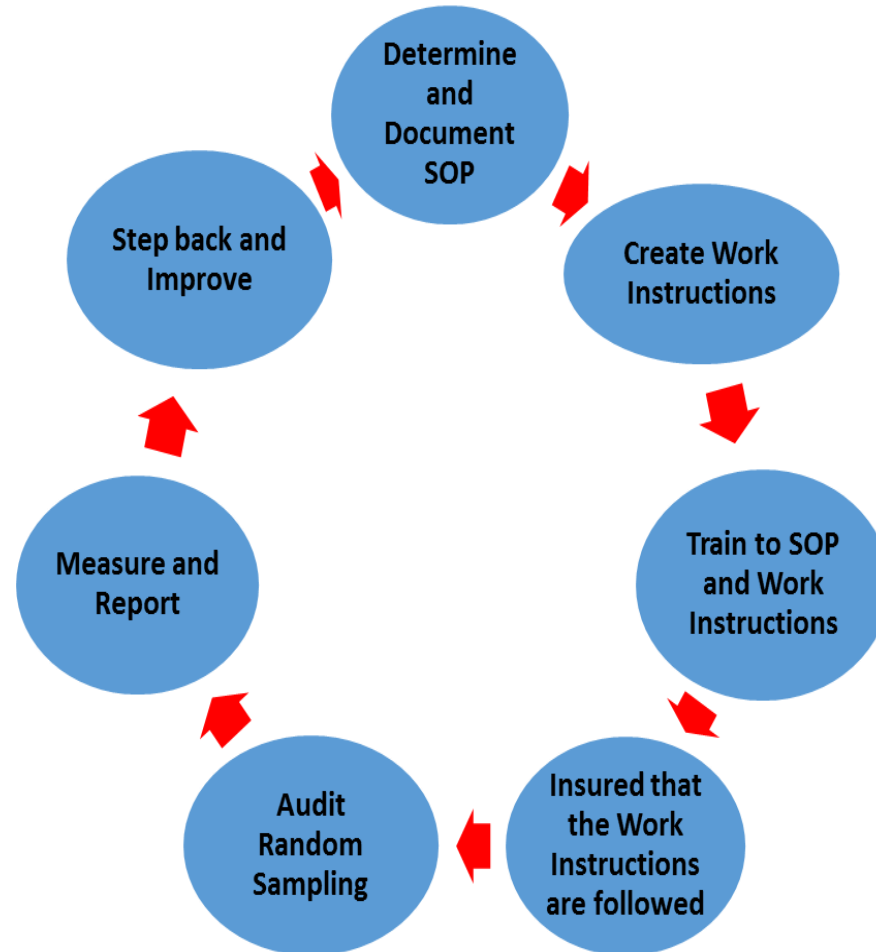 Determine
and
Document
SOP
Create Work
Instructions
Train to SOP
and Work
Instructions
Insured that
the Work
Instructions
are followed
Audit
Random
Sampling
Measure and
Report
Step back and
Improve